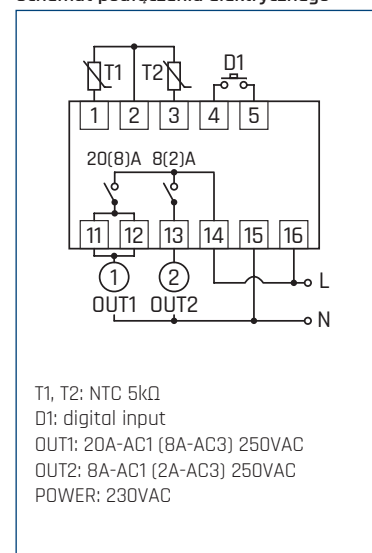 Schemat podłączenia elektrycznego
T1 T2 D1
1 2 3 4 5
20(8)A 8(2)A
11 12 13 14 15 16
1 2 L
OUT1 OUT2
N
T1, T2: NTC 5kΩ
D1: digital input
OUT1: 20A-AC1 (8A-AC3) 250VAC
OUT2: 8A-AC1 (2A-AC3) 250VAC
POWER: 230VAC